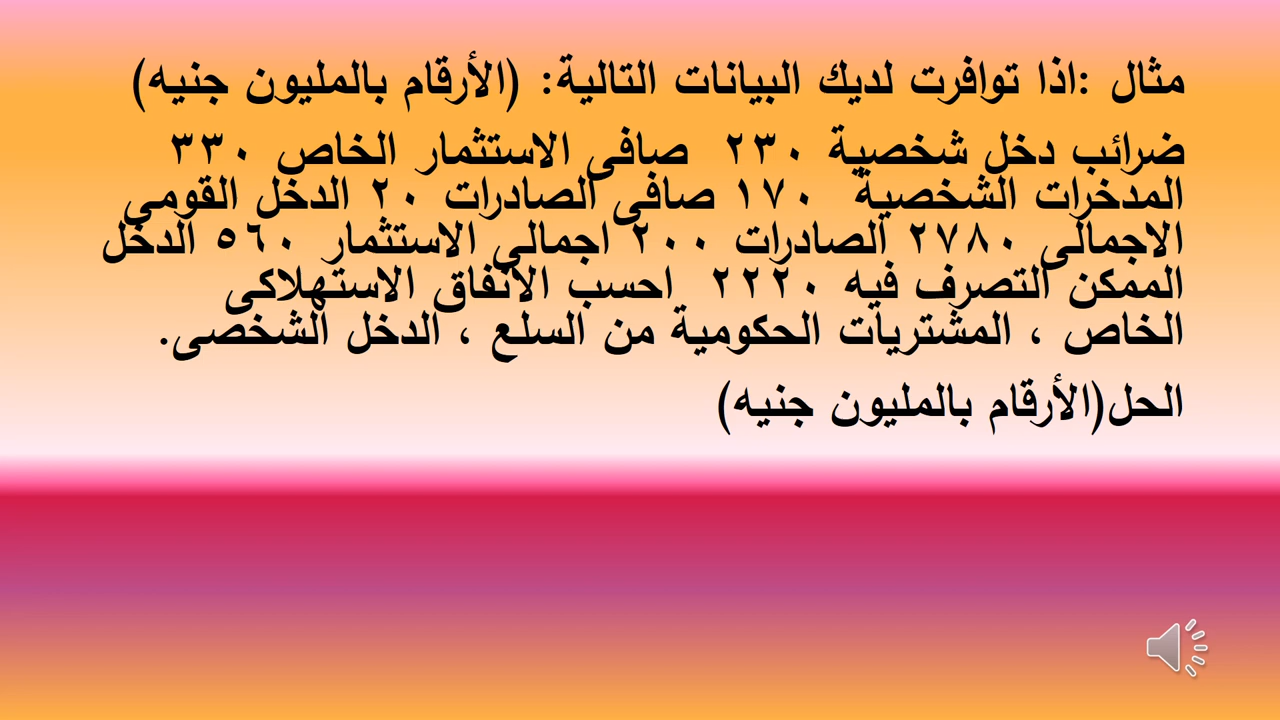 مثال :اذا توافرت لديك البيانات التالية: (الأرقام بالمليون جنيه)
ضرائب دخل شخصية ٢٣٠ صافى الاستثمار الخاص ٣٣٠
المدخرات الشخصية ١٧٠ صافى الصادرات ٢٠ الدخل القومى
الاجمالى ٢٧٨٠ الصادرات ٢٠٠ اجمالى الاستثمار ٥٦٠ الدخل
الممكن التصرف فيه ٢٢٢٠ احسب الانفاق الاستهلاكى
الخاص ، المشتريات الحكومية من السلع ، الدخل الشخصى.
الحل(الأرقام بالمليون جنيه)